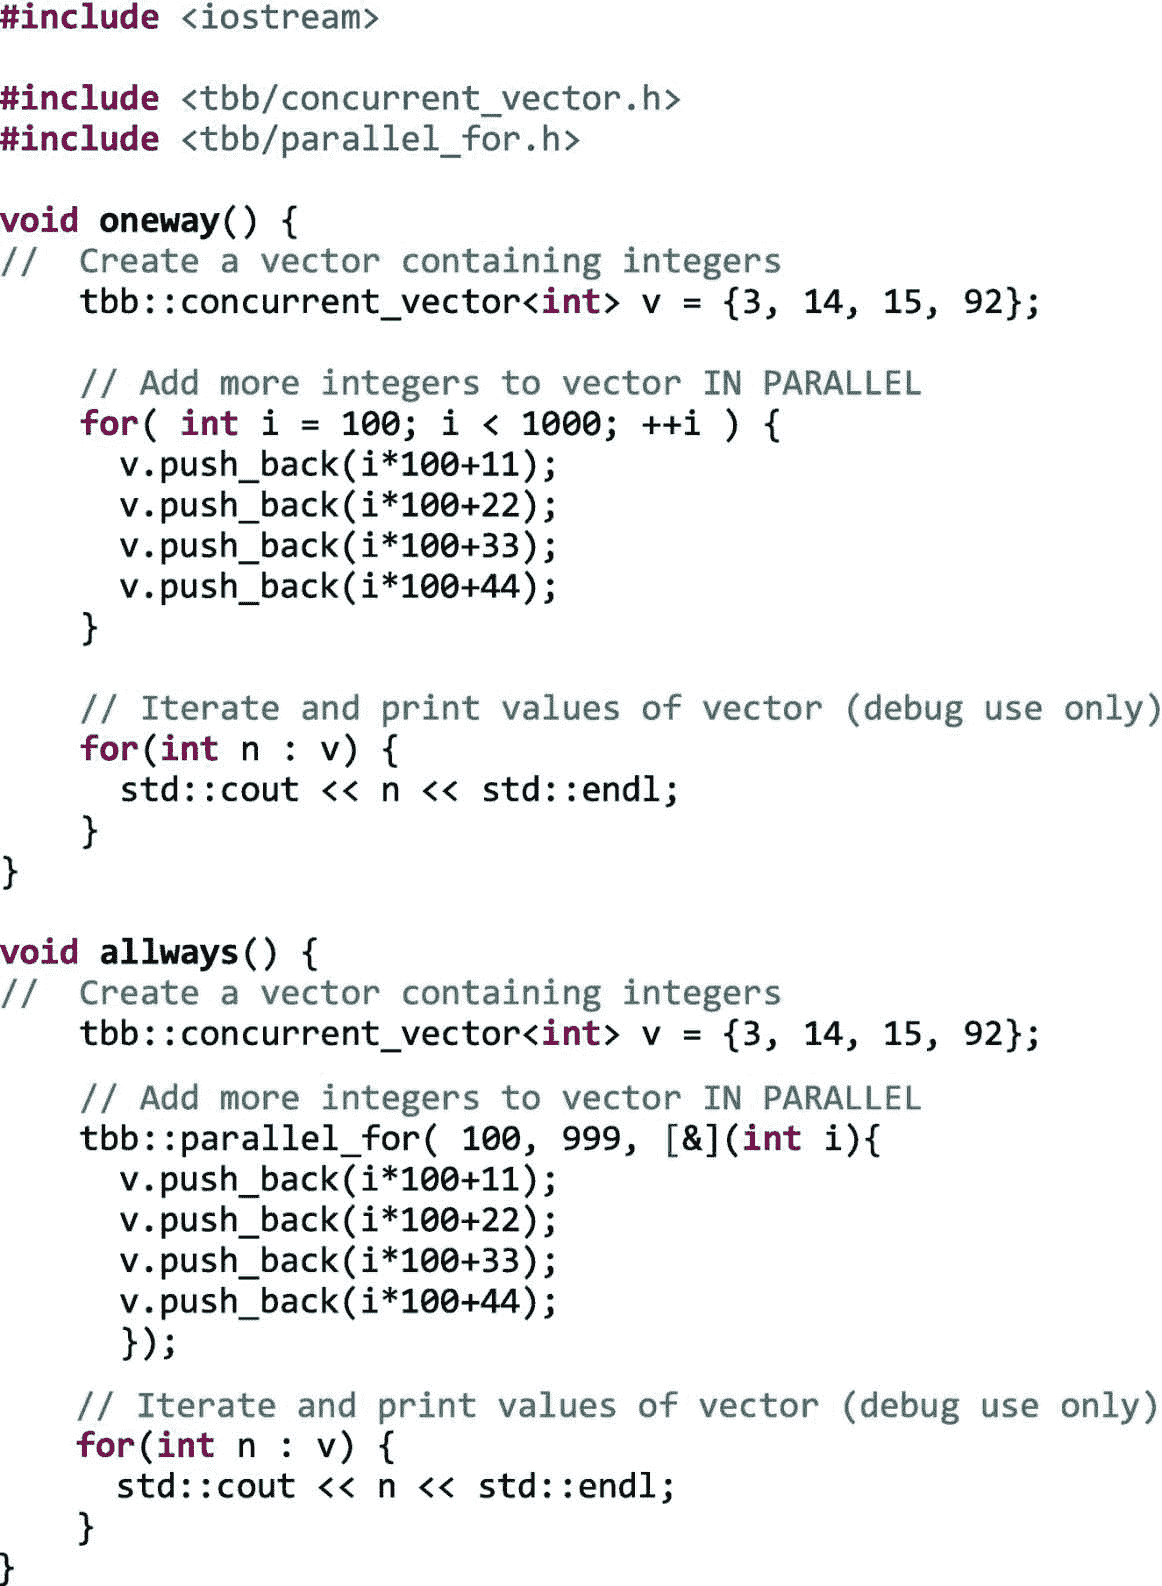 #include <iostream>

#include <tbb/concurrent_vector.h>
#include <tbb/parallel_for.h>

void oneway() {
//  Create a vector containing integers
    tbb::concurrent_vector<int> v = {3, 14, 15, 92};

    // Add more integers to vector IN PARALLEL
    for( int i = 100; i < 1000; ++i ) {
      v.push_back(i*100+11);
      v.push_back(i*100+22);
      v.push_back(i*100+33);
      v.push_back(i*100+44);
    }

    // Iterate and print values of vector (debug use only)
    for(int n : v) {
      std::cout << n << std::endl;
    }
}

void allways() {
//  Create a vector containing integers
    tbb::concurrent_vector<int> v = {3, 14, 15, 92};

    // Add more integers to vector IN PARALLEL
    tbb::parallel_for( 100, 999, [&](int i){
      v.push_back(i*100+11);
      v.push_back(i*100+22);
      v.push_back(i*100+33);
      v.push_back(i*100+44);
      });

    // Iterate and print values of vector (debug use only)
    for(int n : v) {
      std::cout << n << std::endl;
    }
}